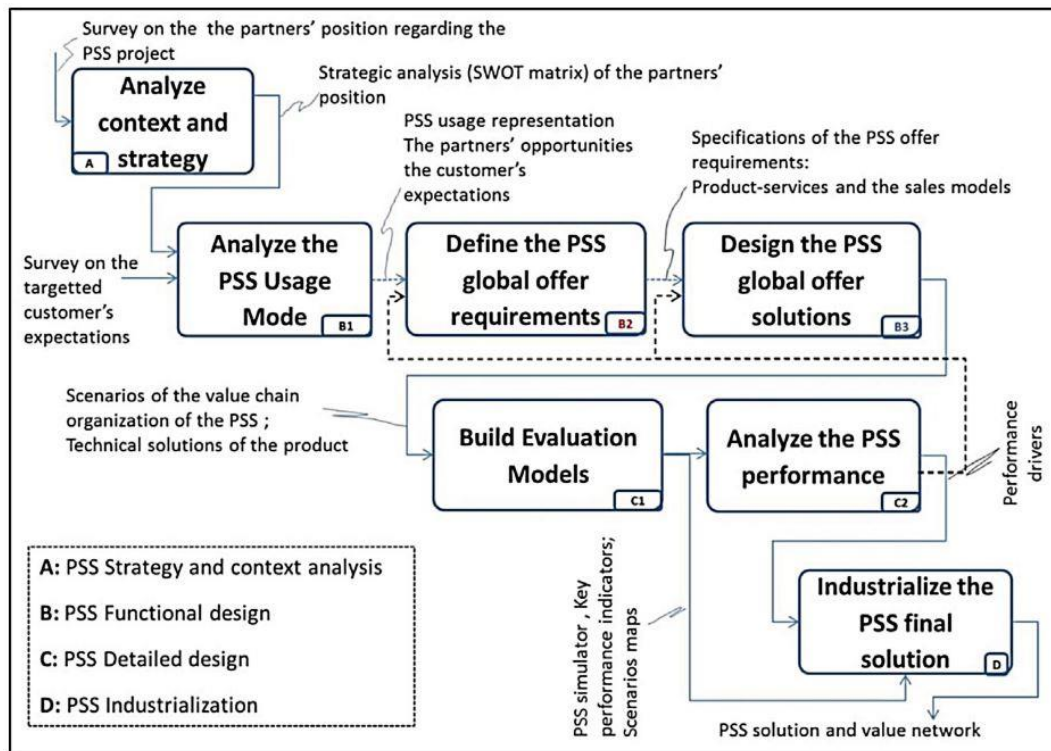 Survey on the the partners' position regarding the
PSS project
Analyze
context and
strategy
A
Strategic analysis (SWOT matrix) of the partners'
position
PSS usage representation
The partners' opportunities
the customer's
expectations
Specifications of the PSS offer
requirements:
Product-services and the sales models
Survey on the
targetted
customer's
expectations
Analyze the
PSS Usage
Mode
B1
Define the PSS
global offer
requirements
B2
Design the PSS
global offer
solutions
B3
Scenarios of the value chain
organization of the PSS ;
Technical solutions of the product
Build Evaluation
Models
C1
Analyze the PSS
performance
C2
Performance
drivers
A: PSS Strategy and context analysis
B: PSS Functional design
C: PSS Detailed design
D: PSS Industrialization
PSS simulator , Key
performance indicators;
Scenarios maps
Industrialize the
PSS final
solution
D
PSS solution and value network